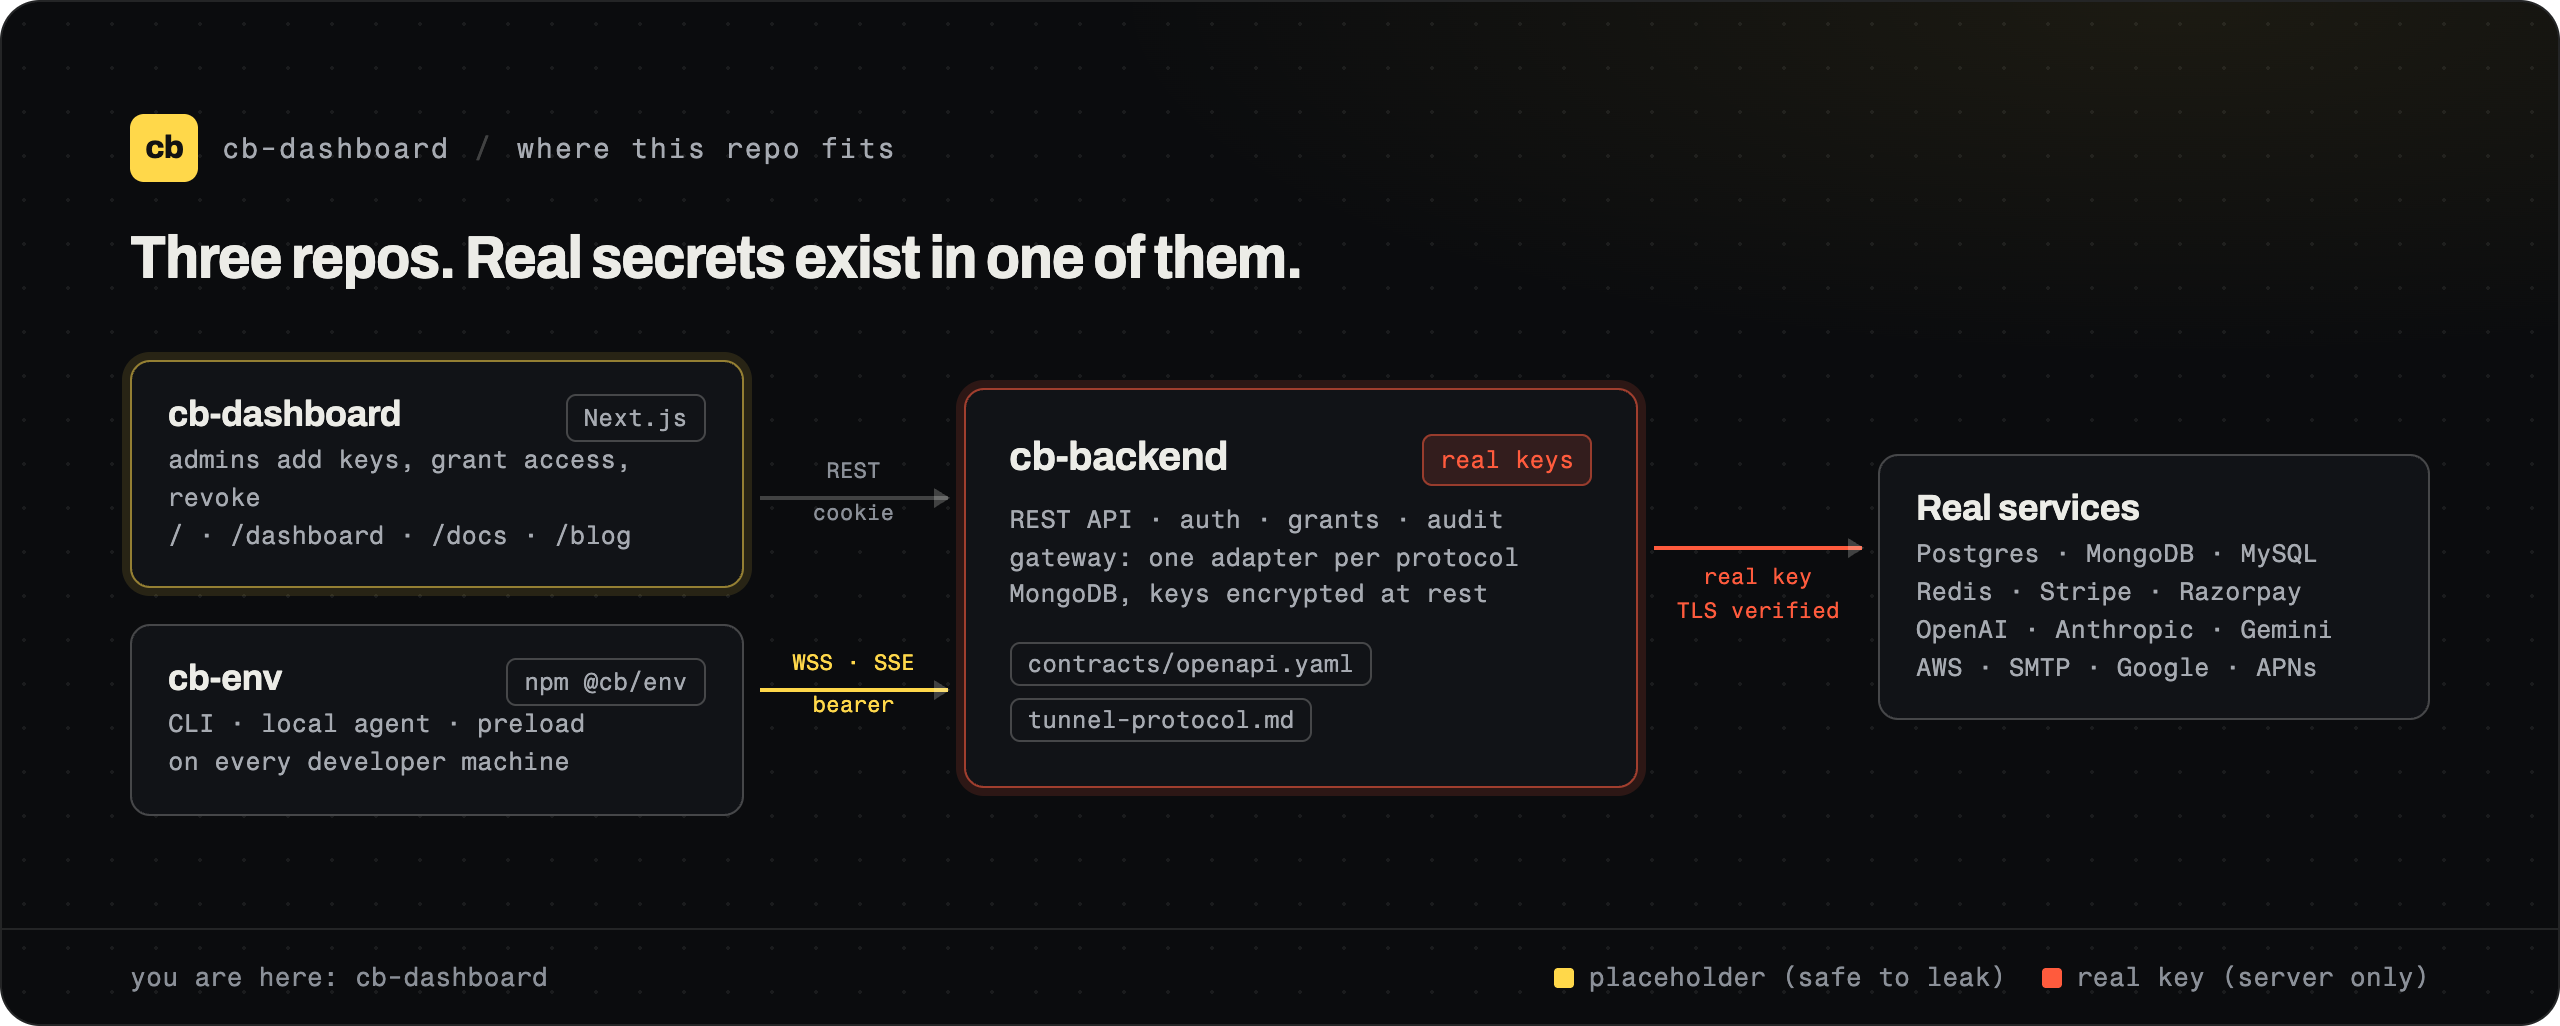 cb
cb-dashboard / where this repo fits
Three repos. Real secrets exist in one of them.
cb-dashboard
Next.js
admins add keys, grant access,
revoke
/ · /dashboard · /docs · /blog
cb-env
npm @cb/env
CLI · local agent · preload
on every developer machine
REST
cookie
WSS · SSE
bearer
cb-backend
real keys
REST API · auth · grants · audit
gateway: one adapter per protocol
MongoDB, keys encrypted at rest
contracts/openapi.yaml
tunnel-protocol.md
real key
TLS verified
Real services
Postgres · MongoDB · MySQL
Redis · Stripe · Razorpay
OpenAI · Anthropic · Gemini
AWS · SMTP · Google · APNs
you are here: cb-dashboard
placeholder (safe to leak)
real key (server only)